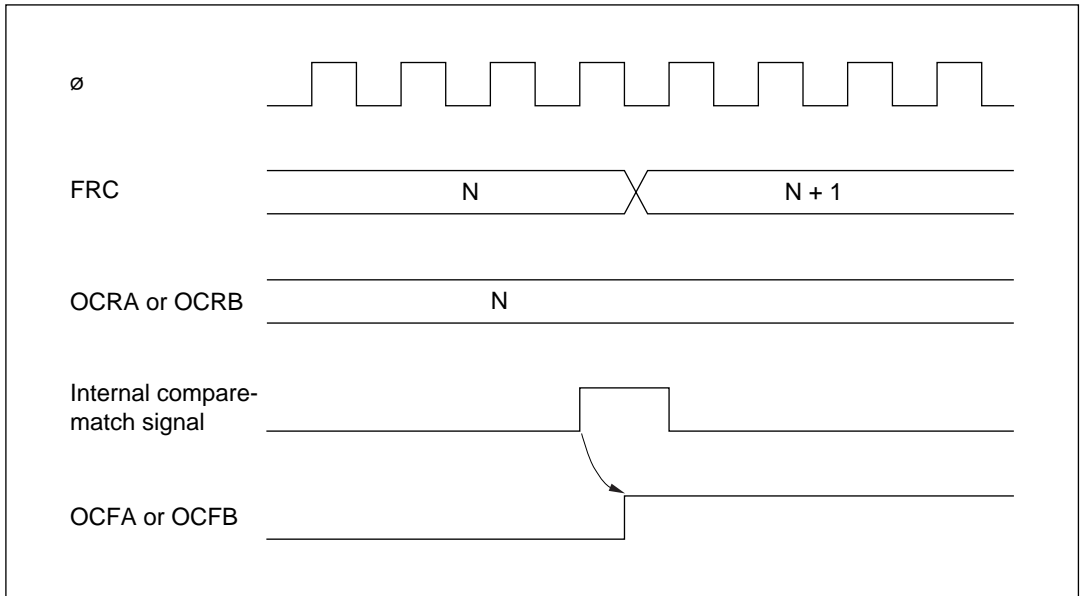 ø
FRC
N
N + 1
OCRA or OCRB
N
Internal compare-
match signal
OCFA or OCFB